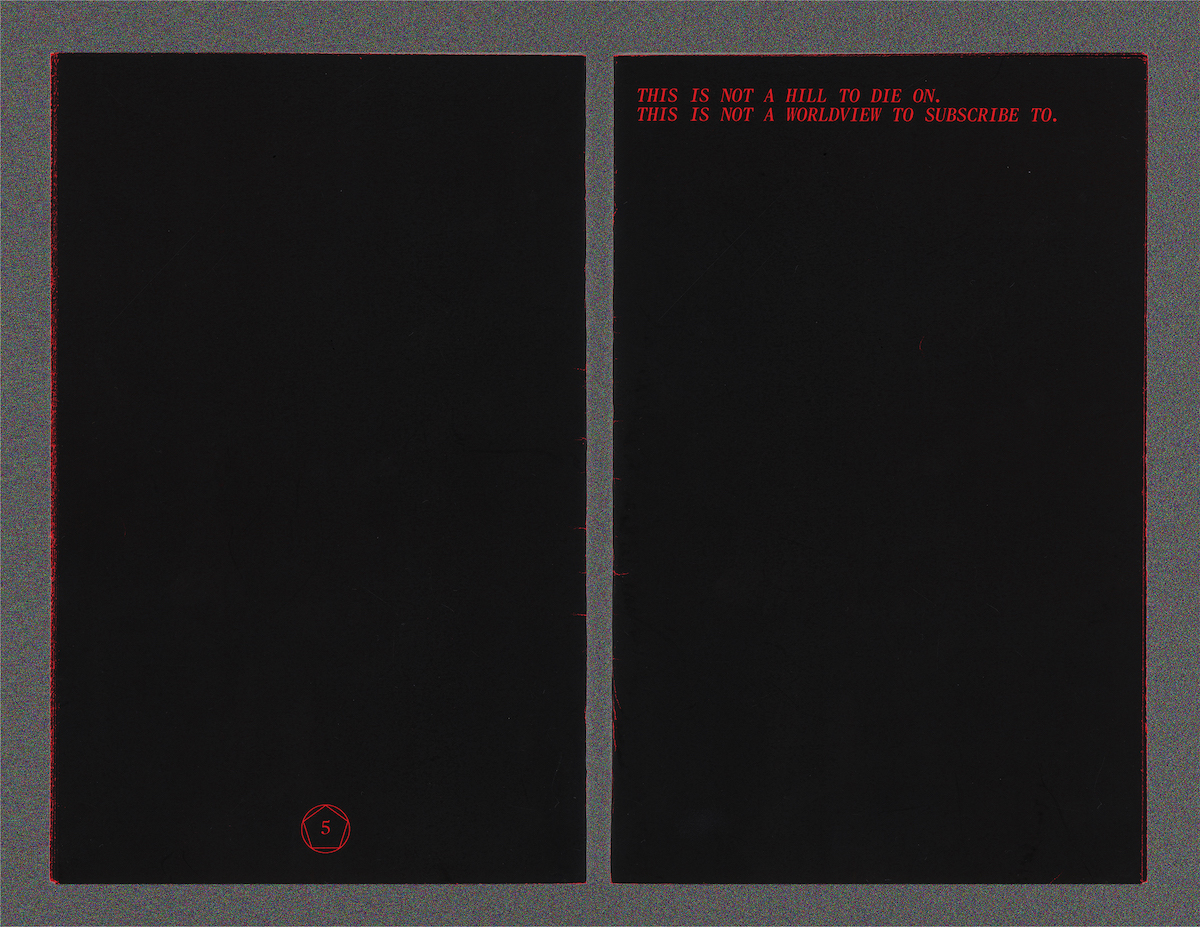 THIS IS NOT A HILL TO DIE ON.
THIS IS NOT A WORLDVIEW TO SUBSCRIBE TO.
5